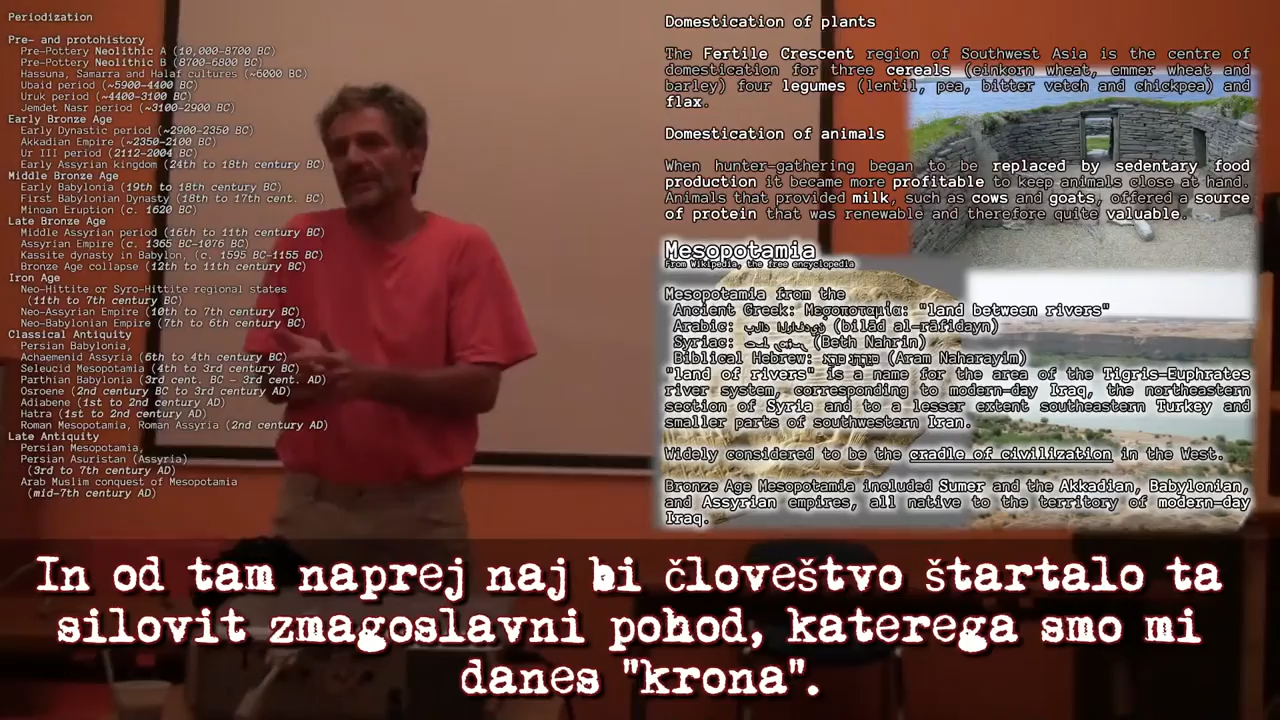 Periodization
Pre- and protohistory
Pre-Pottery Neolithic A (10,000-8700 BC)
Pre-Pottery Neolithic B (8700-6800 BC)
Hassuna, Samarra and Halaf cultures (~6000 BC)
Ubaid period (~5900-4400 BC)
Uruk period (~4400-3100 BC)
Jemdet Nasr period (~3100-2900 BC)
Early Bronze Age
Early Dynastic period (~2900-2350 BC)
Akkadian Empire (~2350-2100 BC)
Ur III period (2112-2004 BC)
Early Assyrian kingdom (24th to 18th century BC)
Middle Bronze Age
Early Babylonia (19th to 18th century BC)
First Babylonian Dynasty (18th to 17th cent. BC)
Minoan Eruption (c. 1620 BC)
Late Bronze Age
Middle Assyrian period (16th to 11th century BC)
Assyrian Empire (c. 1365 BC-1076 BC)
Kassite dynasty in Babylon, (c. 1595 BC-1155 BC)
Bronze Age collapse (12th to 11th century BC)
Iron Age
Neo-Hittite or Syro-Hittite regional states
(11th to 7th century BC)
Neo-Assyrian Empire (10th to 7th century BC)
Neo-Babylonian Empire (7th to 6th century BC)
Classical Antiquity
Persian Babylonia,
Achaemenid Assyria (6th to 4th century BC)
Seleucid Mesopotamia (4th to 3rd century BC)
Parthian Babylonia (3rd cent. BC - 3rd cent. AD)
Osroene (2nd century BC to 3rd century AD)
Adiabene (1st to 2nd century AD)
Hatra (1st to 2nd century AD)
Roman Mesopotamia, Roman Assyria (2nd century AD)
Late Antiquity
Persian Mesopotamia,
Persian Asuristan (Assyria)
(3rd to 7th century AD)
Arab Muslim conquest of Mesopotamia
(mid-7th century AD)
Domestication of plants
The Fertile Crescent region of Southwest Asia is the centre of
domestication for three cereals (einkorn wheat, emmer wheat and
barley) four legumes (lentil, pea, bitter vetch and chickpea) and
flax.
Domestication of animals
When hunter-gathering began to be replaced by sedentary food
production it became more profitable to keep animals close at hand.
Animals that provided milk, such as cows and goats, offered a source
of protein that was renewable and therefore quite valuable.
Mesopotamia
From Wikipedia, the free encyclopedia
Mesopotamia from the
Ancient Greek: Μεσοποταμία: "land between rivers"
Arabic: (bilād al-rāfidayn)
Syriac: (Beth Nahrin)
Biblical Hebrew: (Aram Naharayim)
"land of rivers" is a name for the area of the Tigris-Euphrates
river system, corresponding to modern-day Iraq, the northeastern
section of Syria and to a lesser extent southeastern Turkey and
smaller parts of southwestern Iran.
Widely considered to be the cradle of civilization in the West.
Bronze Age Mesopotamia included Sumer and the Akkadian, Babylonian,
and Assyrian empires, all native to the territory of modern-day
Iraq.
In od tam naprej naj bi človeštvo štartalo ta
silovit zmagoslavni pohod, katerega smo mi
danes "krona".